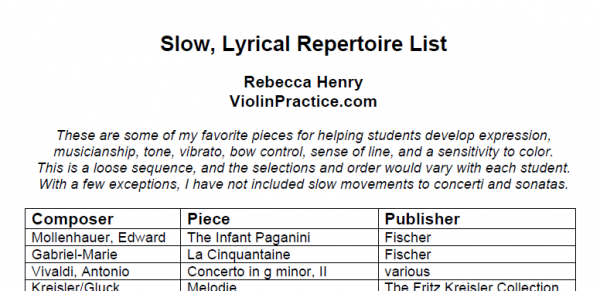 Slow, Lyrical Repertoire List
Rebecca Henry
ViolinPractice.com
These are some of my favorite pieces for helping students develop expression,
musicianship, tone, vibrato, bow control, sense of line, and a sensitivity to color.
This is a loose sequence, and the selections and order would vary with each student.
With a few exceptions, I have not included slow movements to concerti and sonatas.
Composer Piece Publisher
Mollenhauer, Edward The Infant Paganini Fischer
Gabriel-Marie La Cinquantaine Fischer
Vivaldi, Antonio Concerto in g minor, II various
Kreisler/Gluck Melodie The Fritz Kreisler Collection